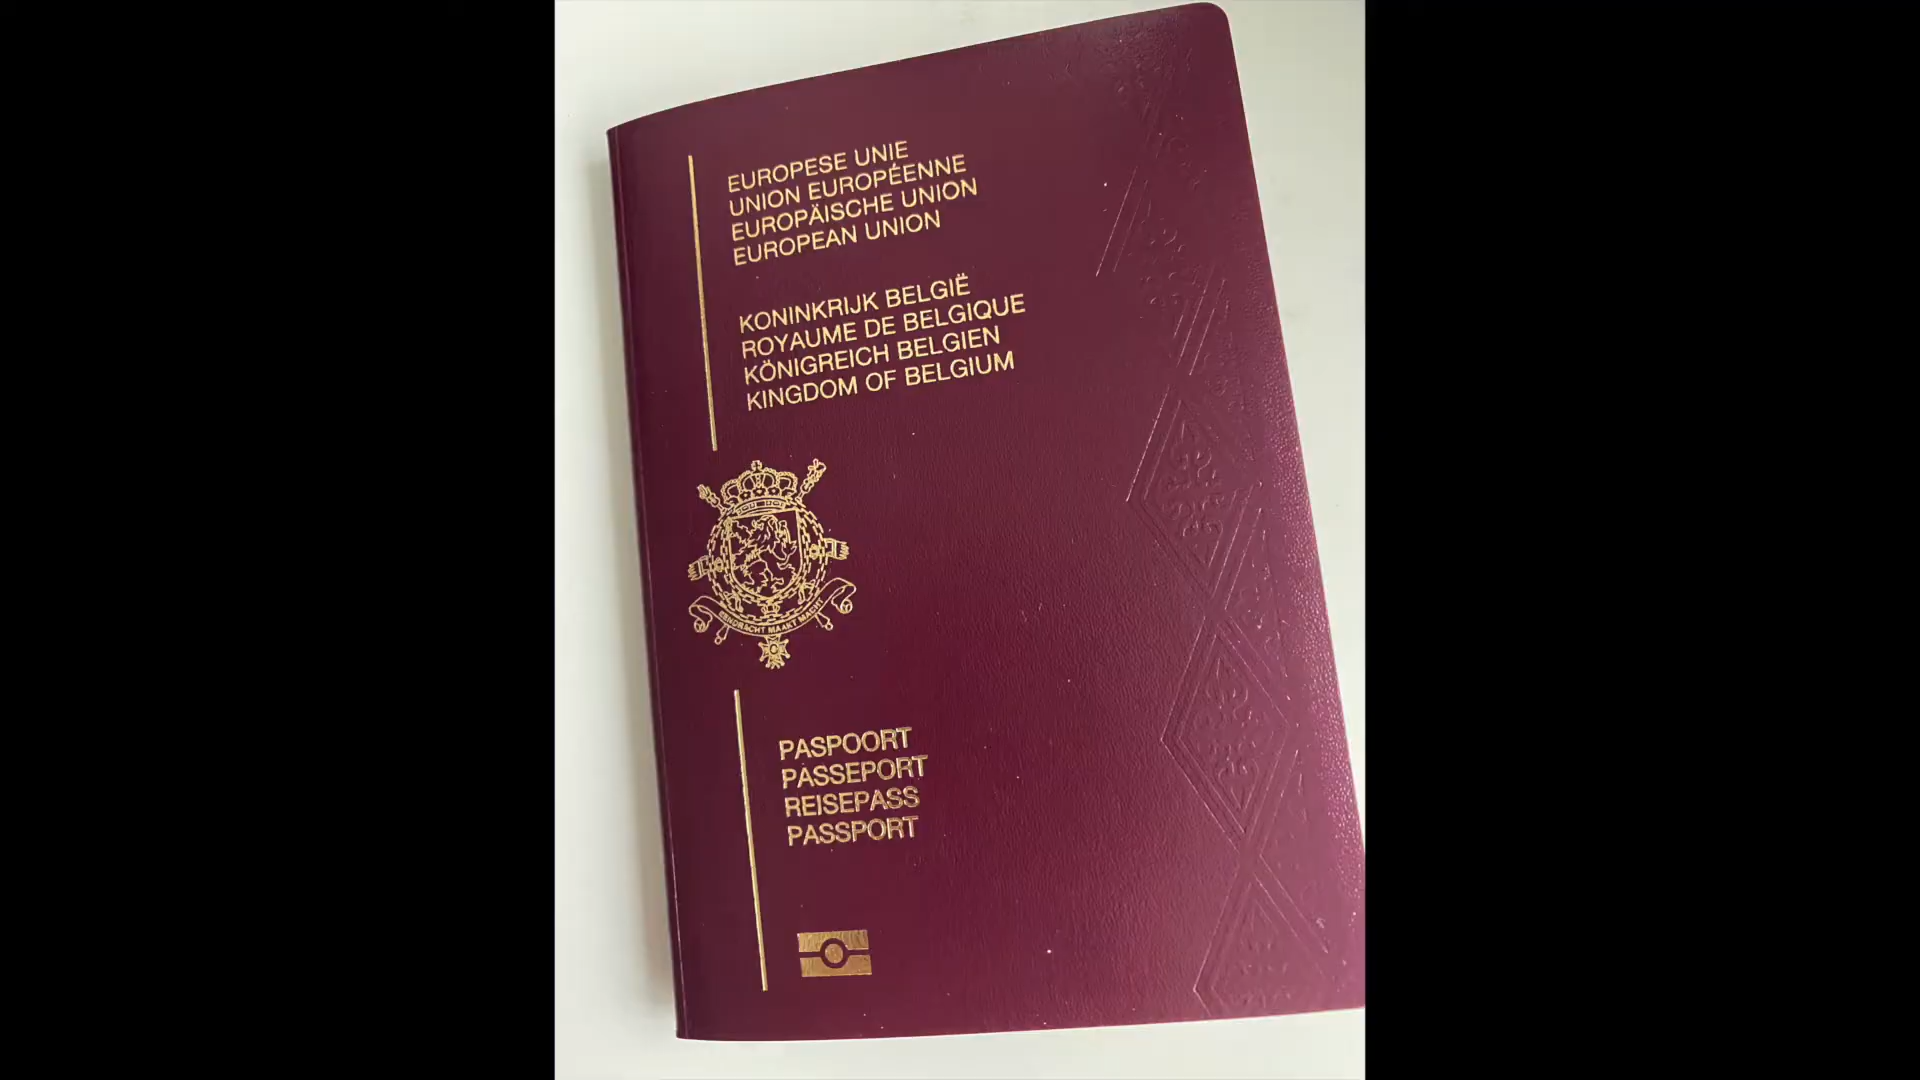 EUROPESE UNIE
UNION EUROPÉENNE
EUROPÄISCHE UNION
EUROPEAN UNION
KONINKRIJK BELGIË
ROYAUME DE BELGIQUE
KÖNIGREICH BELGIEN
KINGDOM OF BELGIUM
EENDRACHT MAAKT MACHT
PASPOORT
PASSEPORT
REISEPASS
PASSPORT